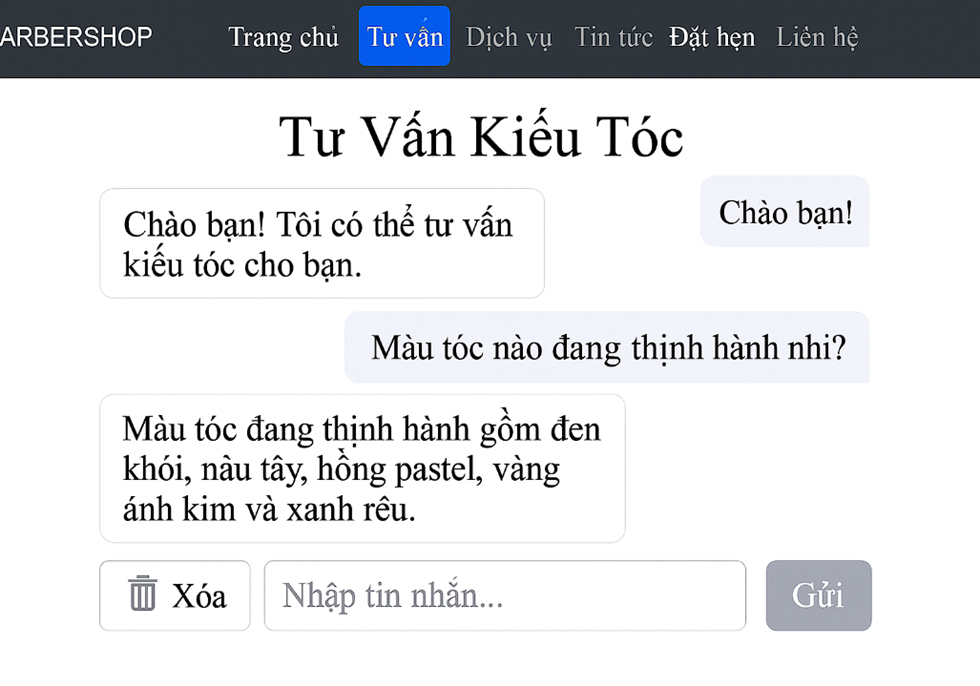 ARBERSHOP Trang chủ Tư vấn Dịch vụ Tin tức Đặt hẹn Liên hệ
Tư Vấn Kiếu Tóc
Chào bạn!
Chào bạn! Tôi có thể tư vấn
kiếu tóc cho bạn.
Màu tóc nào đang thịnh hành nhi?
Màu tóc đang thịnh hành gồm đen
khói, nàu tây, hồng pastel, vàng
ánh kim và xanh rêu.
Xóa Nhập tin nhắn... Gửi